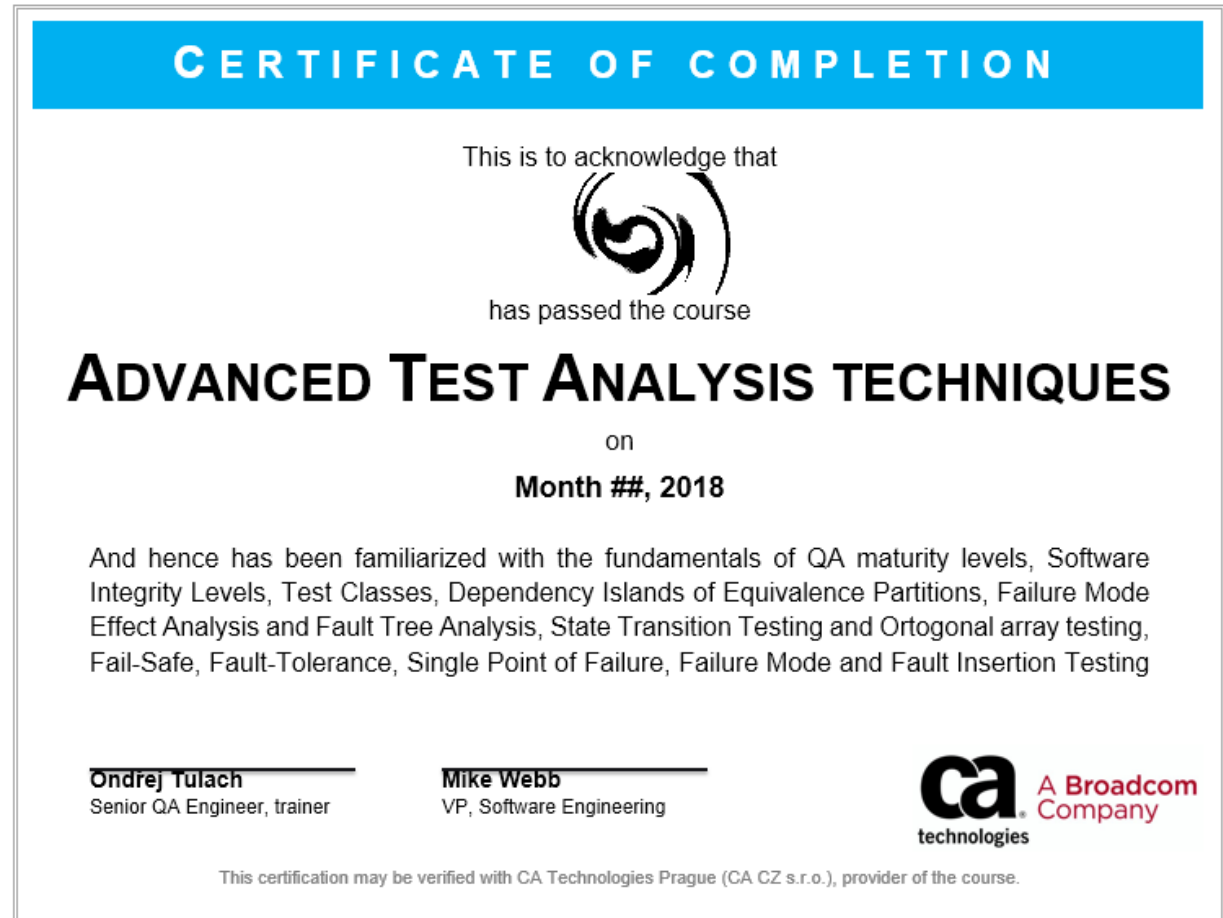 CERTIFICATE OF COMPLETION
This is to acknowledge that
has passed the course
ADVANCED TEST ANALYSIS TECHNIQUES
on
Month ##, 2018
And hence has been familiarized with the fundamentals of QA maturity levels, Software
Integrity Levels, Test Classes, Dependency Islands of Equivalence Partitions, Failure Mode
Effect Analysis and Fault Tree Analysis, State Transition Testing and Ortogonal array testing,
Fail-Safe, Fault-Tolerance, Single Point of Failure, Failure Mode and Fault Insertion Testing
Ondřej Tulach
Senior QA Engineer, trainer
Mike Webb
VP, Software Engineering
ca.
technologies
A Broadcom
Company
This certification may be verified with CA Technologies Prague (CA CZ s.r.o.), provider of the course.